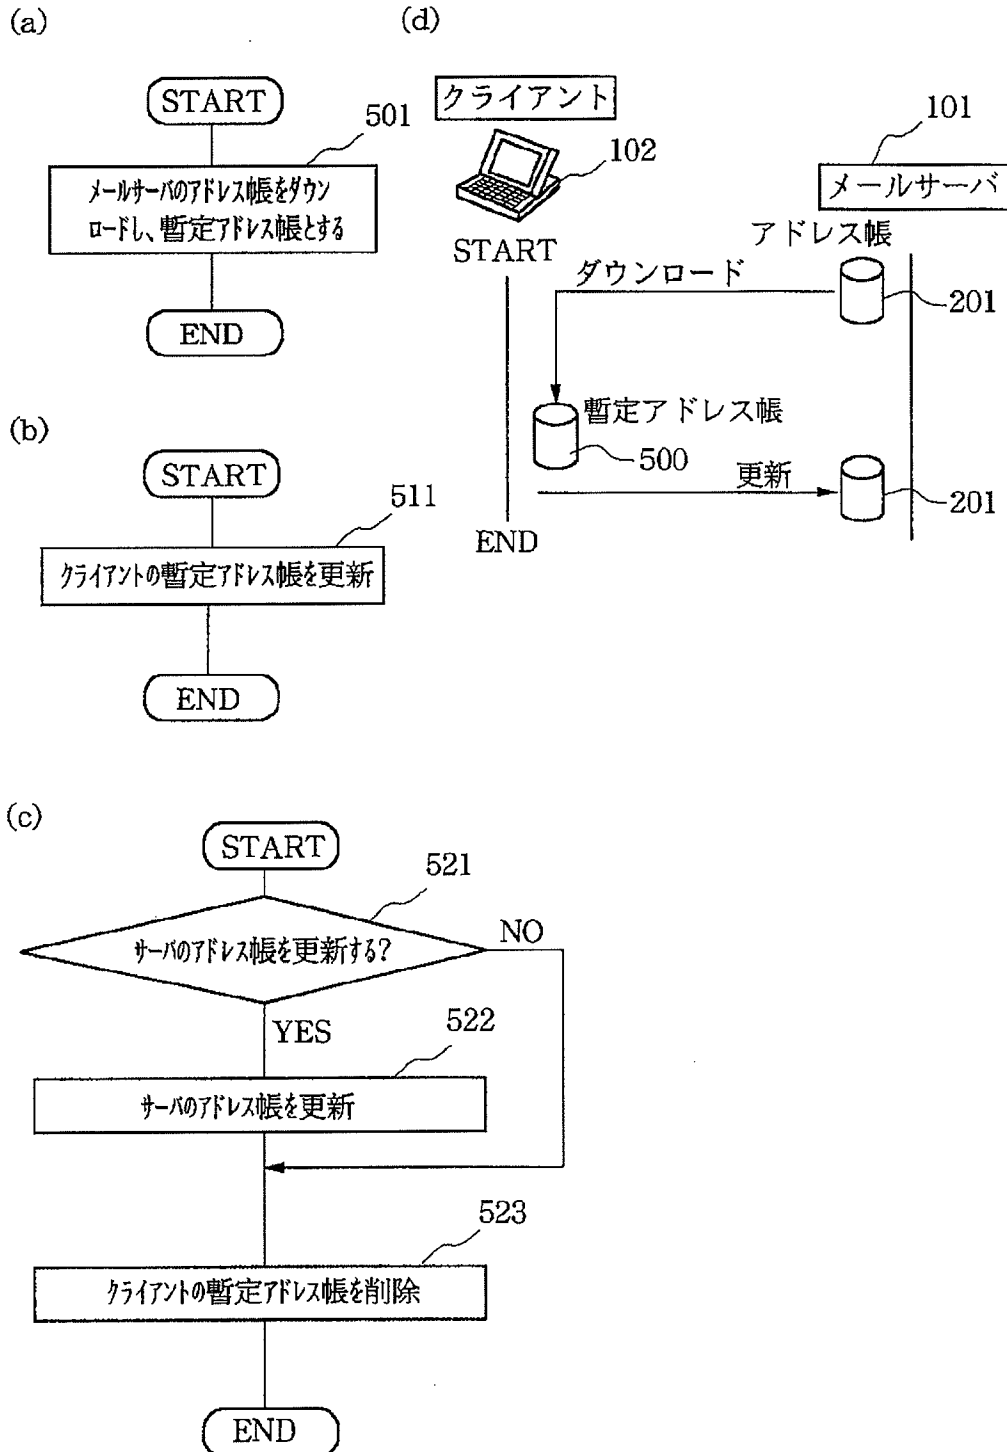 (a)
START
501
メールサーバのアドレス帳をダウン
ロードし、暫定アドレス帳とする
END
(b)
START
511
クライアントの暫定アドレス帳を更新
END
(c)
START
521
サーバのアドレス帳を更新する?
NO
YES
522
サーバのアドレス帳を更新
523
クライアントの暫定アドレス帳を削除
END
(d)
クライアント
102
101
メールサーバ
START
アドレス帳
ダウンロード
201
暫定アドレス帳
500
更新
201
END